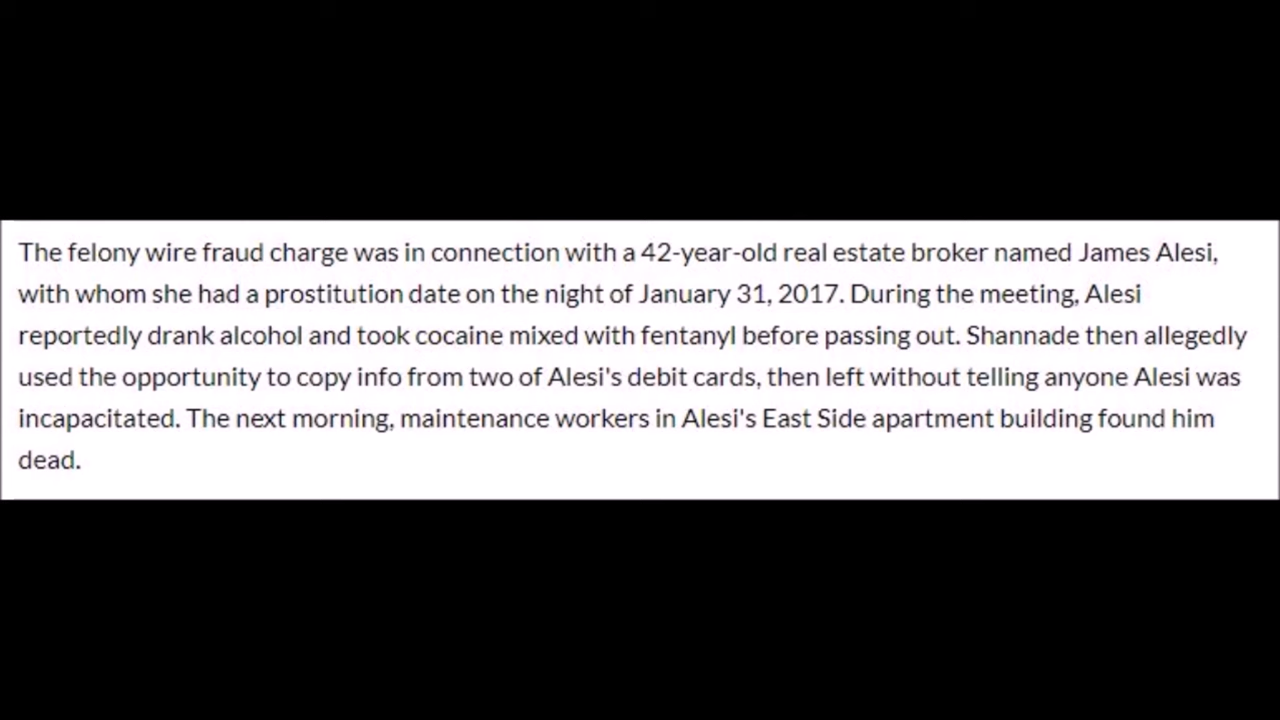 The felony wire fraud charge was in connection with a 42-year-old real estate broker named James Alesi,
with whom she had a prostitution date on the night of January 31, 2017. During the meeting, Alesi
reportedly drank alcohol and took cocaine mixed with fentanyl before passing out. Shannade then allegedly
used the opportunity to copy info from two of Alesi's debit cards, then left without telling anyone Alesi was
incapacitated. The next morning, maintenance workers in Alesi's East Side apartment building found him
dead.